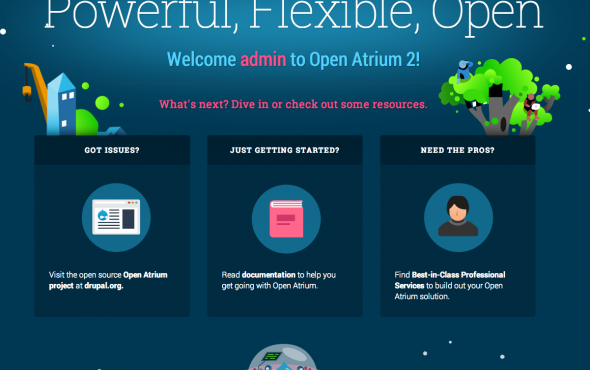 Powerful, Flexible, Open
Welcome admin to Open Atrium 2!
What's next? Dive in or check out some resources.
GOT ISSUES?
Visit the open source Open Atrium
project at drupal.org.
JUST GETTING STARTED?
Read documentation to help you
get going with Open Atrium.
NEED THE PROS?
Find Best-in-Class Professional
Services to build out your Open
Atrium solution.